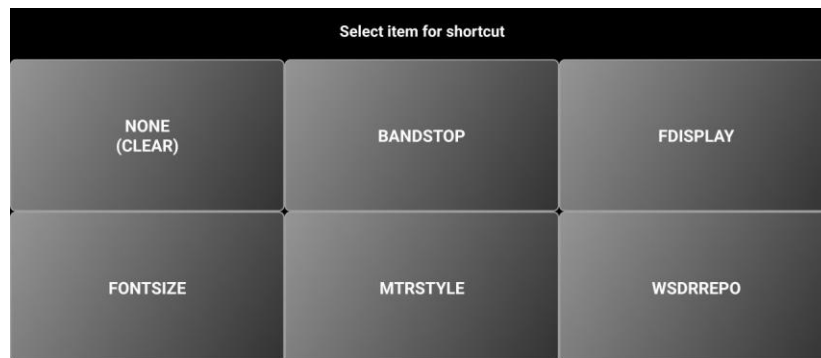 Select item for shortcut
NONE
(CLEAR)
BANDSTOP
FDISPLAY
FONTSIZE
MTRSTYLE
WSDRREPO